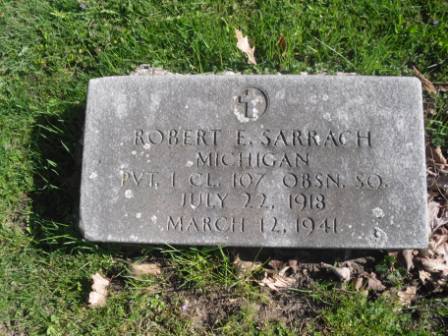 ROBERT E. SARRACH
MICHIGAN
PVT. 1 CL. 107 OBSN. SQ.
JULY 22, 1918
MARCH 12, 1941